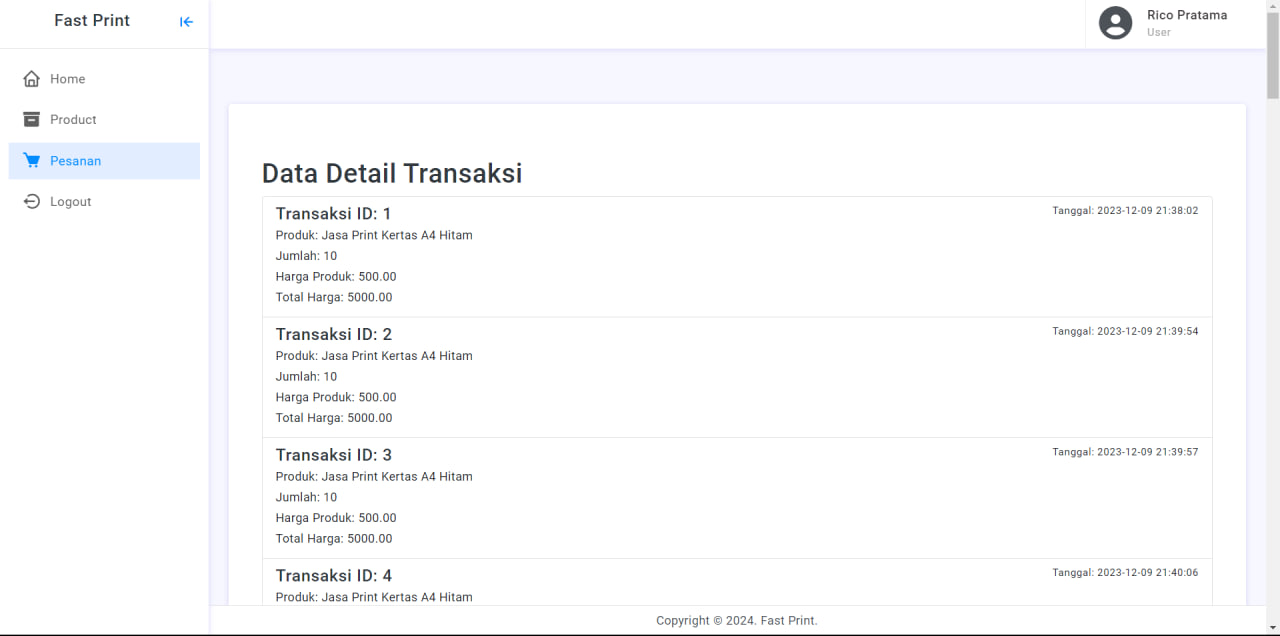 Fast Print
Rico Pratama
User
Home
Product
Pesanan
Logout
Data Detail Transaksi
Transaksi ID: 1
Tanggal: 2023-12-09 21:38:02
Produk: Jasa Print Kertas A4 Hitam
Jumlah: 10
Harga Produk: 500.00
Total Harga: 5000.00
Transaksi ID: 2
Tanggal: 2023-12-09 21:39:54
Produk: Jasa Print Kertas A4 Hitam
Jumlah: 10
Harga Produk: 500.00
Total Harga: 5000.00
Transaksi ID: 3
Tanggal: 2023-12-09 21:39:57
Produk: Jasa Print Kertas A4 Hitam
Jumlah: 10
Harga Produk: 500.00
Total Harga: 5000.00
Transaksi ID: 4
Tanggal: 2023-12-09 21:40:06
Produk: Jasa Print Kertas A4 Hitam
Copyright © 2024. Fast Print.